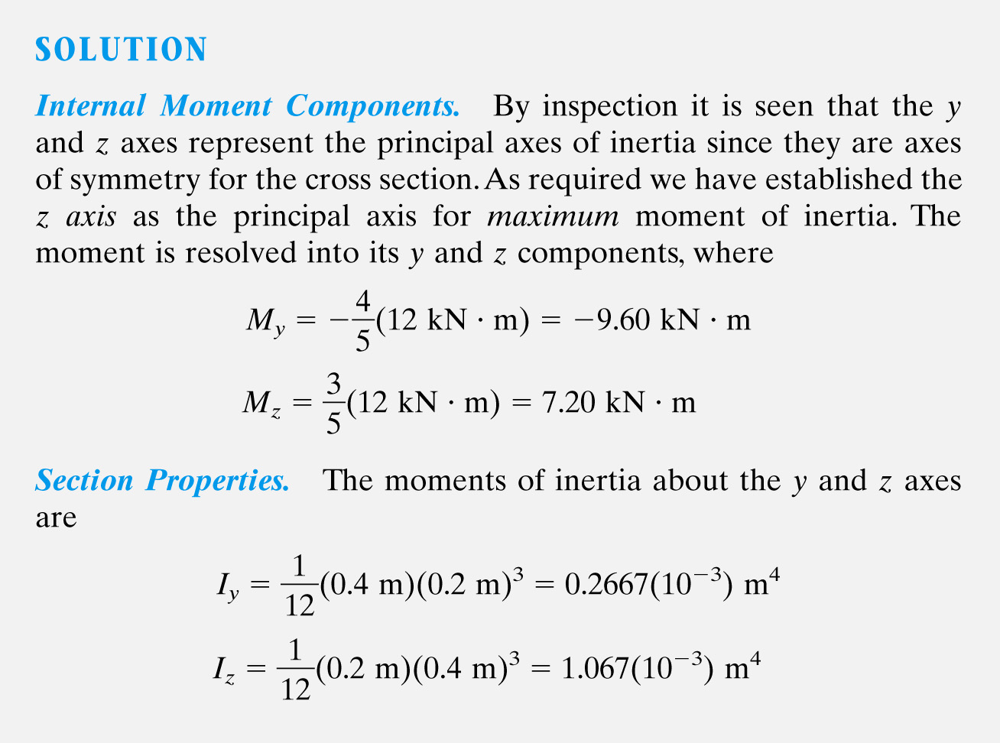 SOLUTION
Internal Moment Components. By inspection it is seen that the y
and z axes represent the principal axes of inertia since they are axes
of symmetry for the cross section. As required we have established the
z axis as the principal axis for maximum moment of inertia. The
moment is resolved into its y and z components, where
M_y = −4/5(12 kN · m) = −9.60 kN · m
M_z = 3/5(12 kN · m) = 7.20 kN · m
Section Properties. The moments of inertia about the y and z axes
are
I_y = 1/12(0.4 m)(0.2 m)³ = 0.2667(10⁻³) m⁴
I_z = 1/12(0.2 m)(0.4 m)³ = 1.067(10⁻³) m⁴